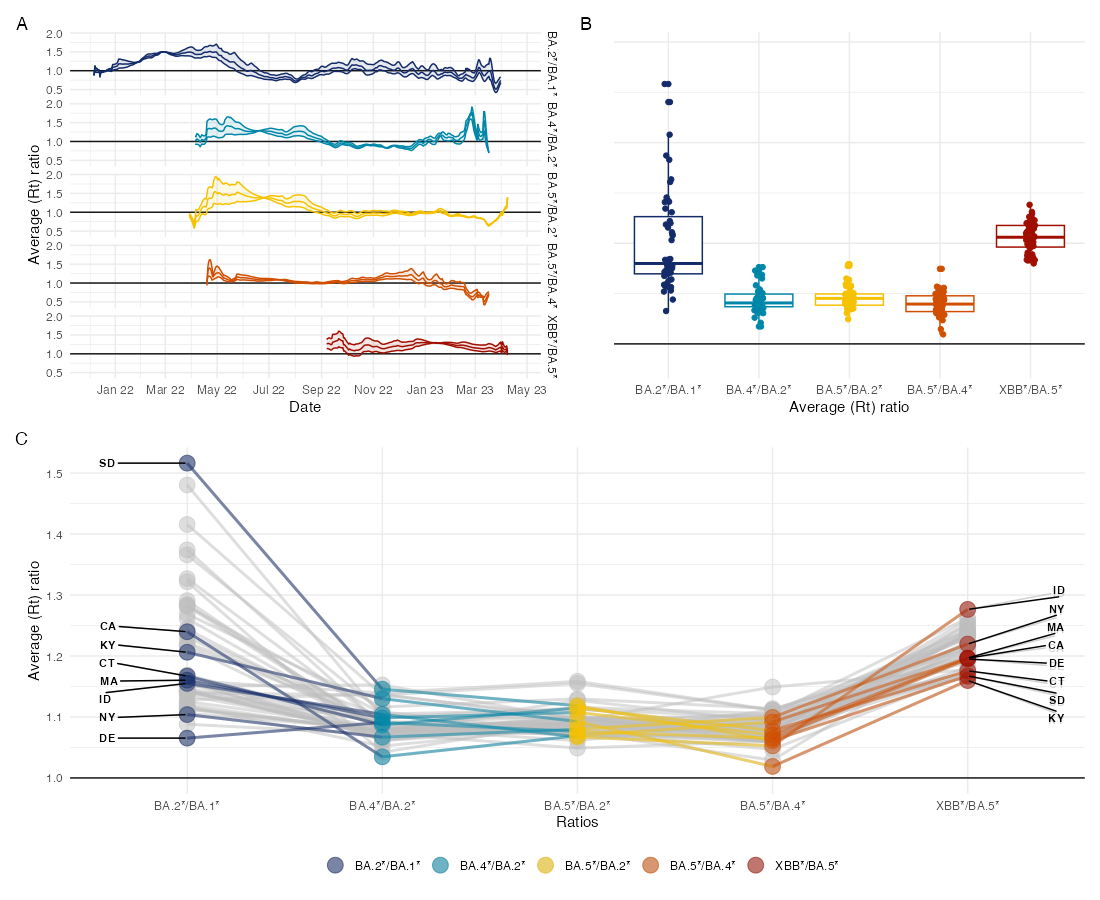 A
Average (Rt) ratio
2.0
1.5
1.0
0.5
BA.2*/BA.1*
2.0
1.5
1.0
0.5
BA.4*/BA.2*
2.0
1.5
1.0
0.5
BA.5*/BA.2*
2.0
1.5
1.0
0.5
BA.5*/BA.4*
2.0
1.5
1.0
0.5
XBB*/BA.5*
Jan 22 Mar 22 May 22 Jul 22 Sep 22 Nov 22 Jan 23 Mar 23 May 23
Date
B
BA.2*/BA.1* BA.4*/BA.2* BA.5*/BA.2* BA.5*/BA.4* XBB*/BA.5*
Average (Rt) ratio
C
Average (Rt) ratio
1.5
1.4
1.3
1.2
1.1
1.0
SD
CA
KY
CT
MA
ID
NY
DE
ID
NY
MA
CA
DE
CT
SD
KY
BA.2*/BA.1* BA.4*/BA.2* BA.5*/BA.2* BA.5*/BA.4* XBB*/BA.5*
Ratios
BA.2*/BA.1* BA.4*/BA.2* BA.5*/BA.2* BA.5*/BA.4* XBB*/BA.5*